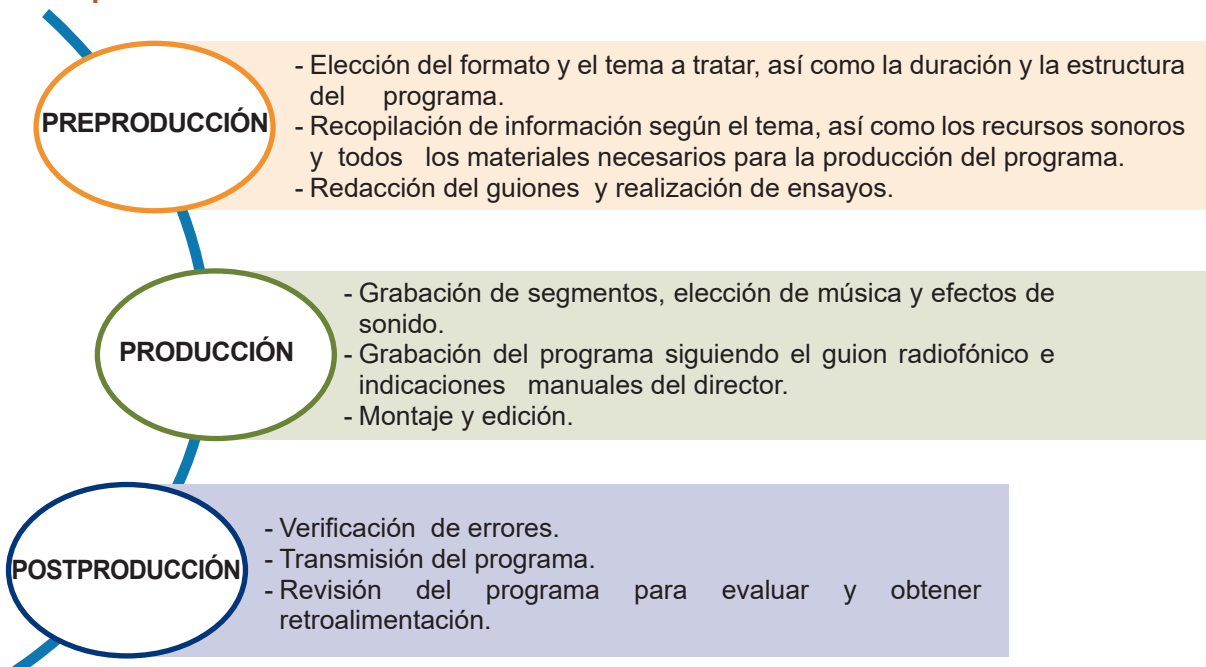 PREPRODUCCIÓN
- Elección del formato y el tema a tratar, así como la duración y la estructura
del programa.
- Recopilación de información según el tema, así como los recursos sonoros
y todos los materiales necesarios para la producción del programa.
- Redacción del guiones y realización de ensayos.
PRODUCCIÓN
- Grabación de segmentos, elección de música y efectos de
sonido.
- Grabación del programa siguiendo el guion radiofónico e
indicaciones manuales del director.
- Montaje y edición.
POSTPRODUCCIÓN
- Verificación de errores.
- Transmisión del programa.
- Revisión del programa para evaluar y obtener
retroalimentación.